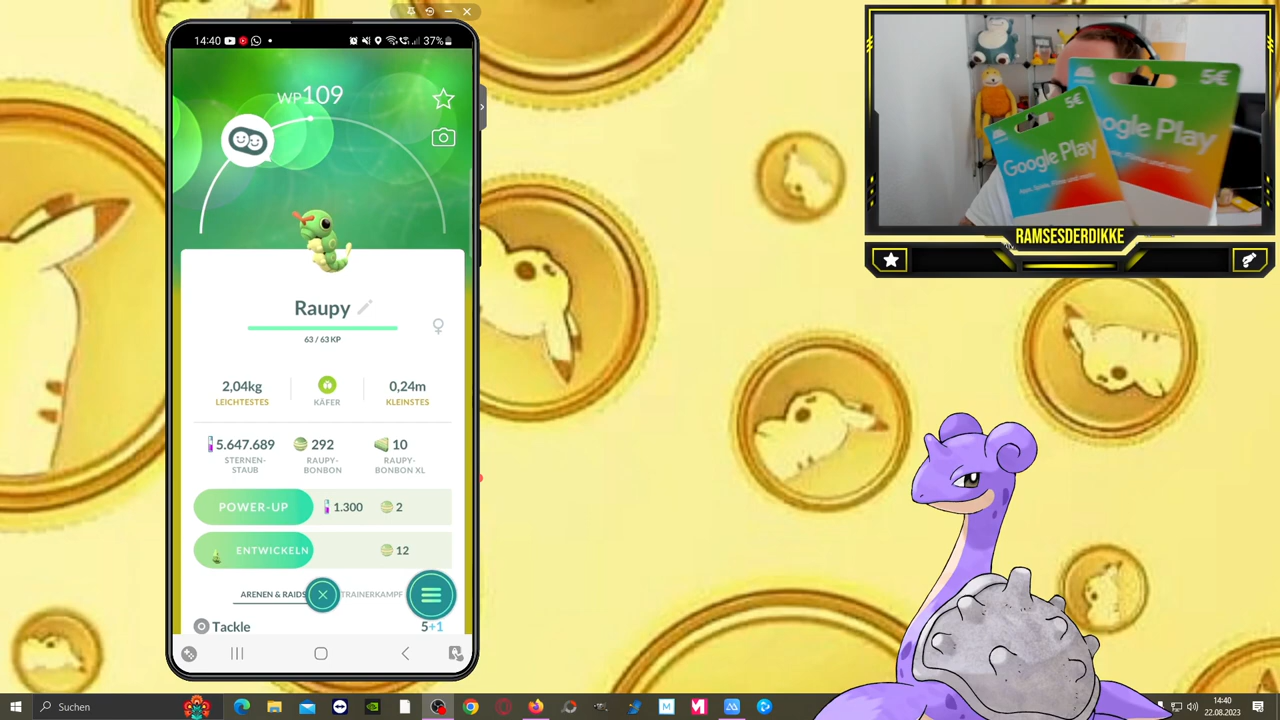 14:40
37%
WP109
Raupy
63 / 63 KP
2,04kg
LEICHTESTES
KÄFER
0,24m
KLEINSTES
5.647.689
STERNEN-
STAUB
292
RAUPY-
BONBON
10
RAUPY-
BONBON XL
POWER-UP
1.300
2
ENTWICKELN
12
ARENEN & RAIDS
TRAINERKAMPF
Tackle
5+1
5€
Google Play
5€
ogle Play
RAMSESDERDIKKE
Suchen
14:40
22.08.2023